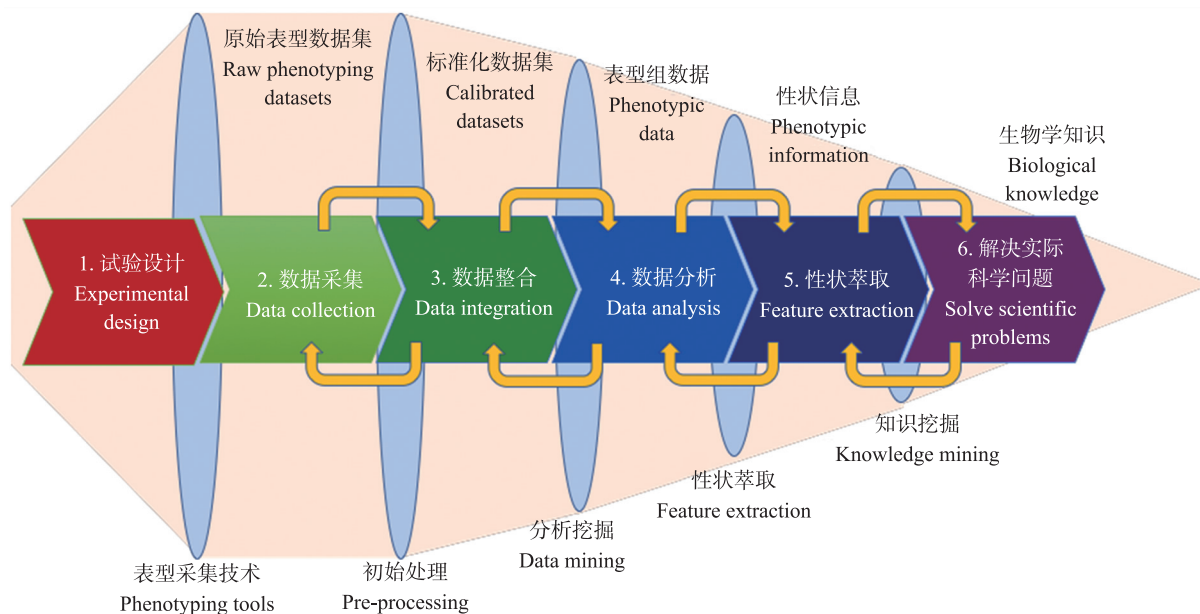 原始表型数据集
Raw phenotyping
datasets
标准化数据集
Calibrated
datasets
表型组数据
Phenotypic
data
性状信息
Phenotypic
information
生物学知识
Biological
knowledge
1. 试验设计
Experimental
design
2. 数据采集
Data collection
3. 数据整合
Data integration
4. 数据分析
Data analysis
5. 性状萃取
Feature extraction
6. 解决实际
科学问题
Solve scientific
problems
表型采集技术
Phenotyping tools
初始处理
Pre-processing
分析挖掘
Data mining
性状萃取
Feature extraction
知识挖掘
Knowledge mining